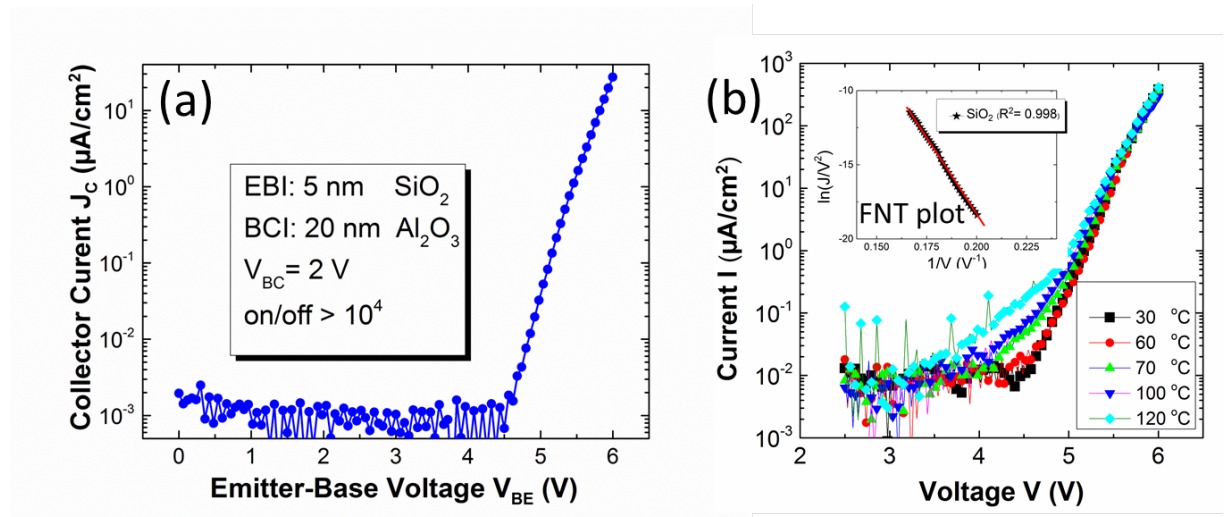 (a)
Collector Curent J_C (µA/cm²)
10¹
10⁰
10⁻¹
10⁻²
10⁻³
EBI: 5 nm SiO₂
BCI: 20 nm Al₂O₃
V_BC= 2 V
on/off > 10⁴
0 1 2 3 4 5 6
Emitter-Base Voltage V_BE (V)
(b)
Current I (µA/cm²)
10³
10²
10¹
10⁰
10⁻¹
10⁻²
10⁻³
ln(J/V²)
-10
-15
-20
SiO₂ (R²= 0.998)
FNT plot
0.150 0.175 0.200 0.225
1/V (V⁻¹)
30 °C
60 °C
70 °C
100 °C
120 °C
2 3 4 5 6
Voltage V (V)